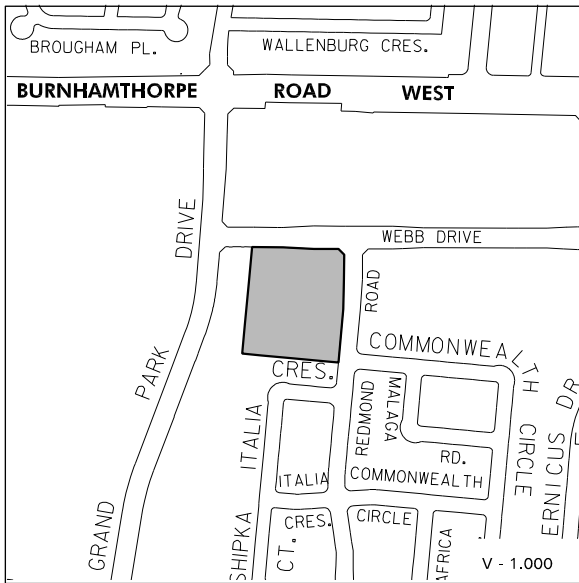 BROUGHAM PL.
WALLENBURG CRES.
BURNHAMTHORPE ROAD WEST
WEBB DRIVE
GRAND PARK DRIVE
ROAD
COMMONWEALTH CIRCLE
CRES.
ITALIA
REDMOND
MALAGA
RD.
ITALIA
COMMONWEALTH
CRES.
CIRCLE
SHIPKA
CT.
AFRICA
ERNICUS
DR
V - 1.000